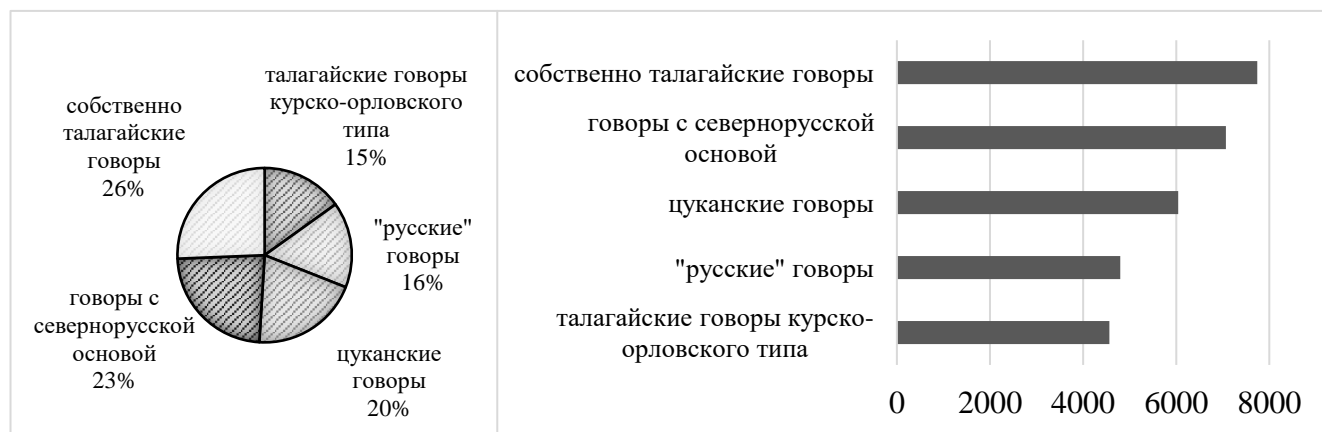 талагайские говоры
курско-орловского
типа
15%
"русские"
говоры
16%
цуканские
говоры
20%
говоры с
севернорусской
основой
23%
собственно
талагайские
говоры
26%
собственно талагайские говоры
говоры с севернорусской
основой
цуканские говоры
"русские" говоры
талагайские говоры курско-
орловского типа
0 2000 4000 6000 8000